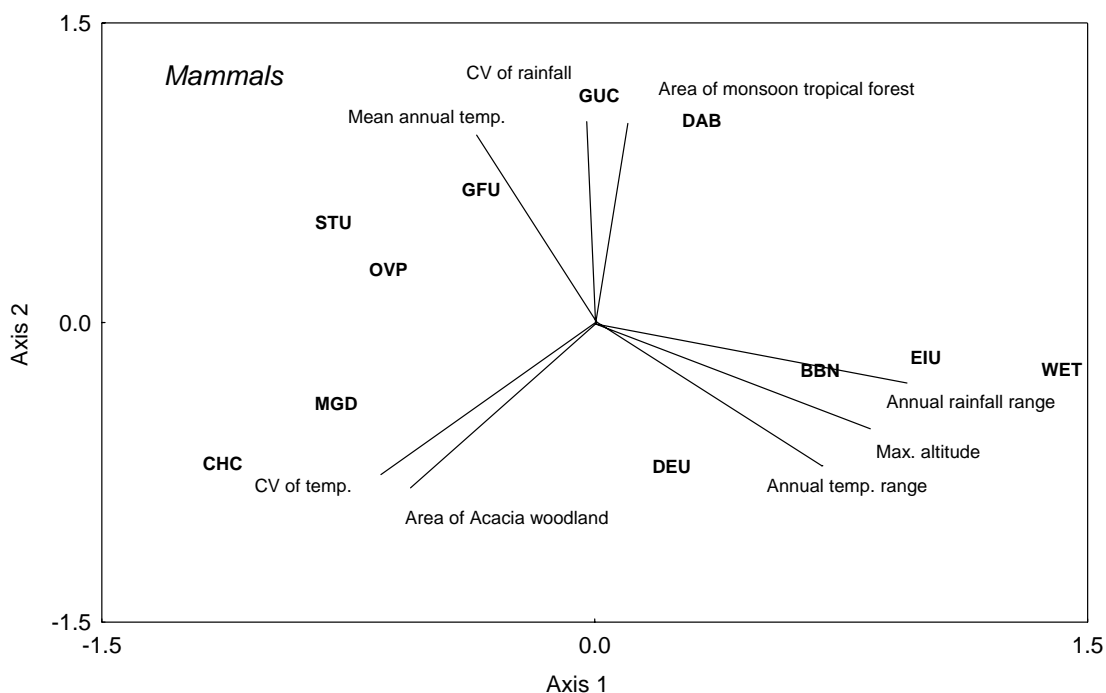 1.5
Mammals
CV of rainfall
GUC
Area of monsoon tropical forest
Mean annual temp.
DAB
GFU
STU
OVP
Axis 2
0.0
EIU
BBN
WET
Annual rainfall range
MGD
Max. altitude
CHC
DEU
CV of temp.
Annual temp. range
Area of Acacia woodland
-1.5
-1.5
0.0
1.5
Axis 1